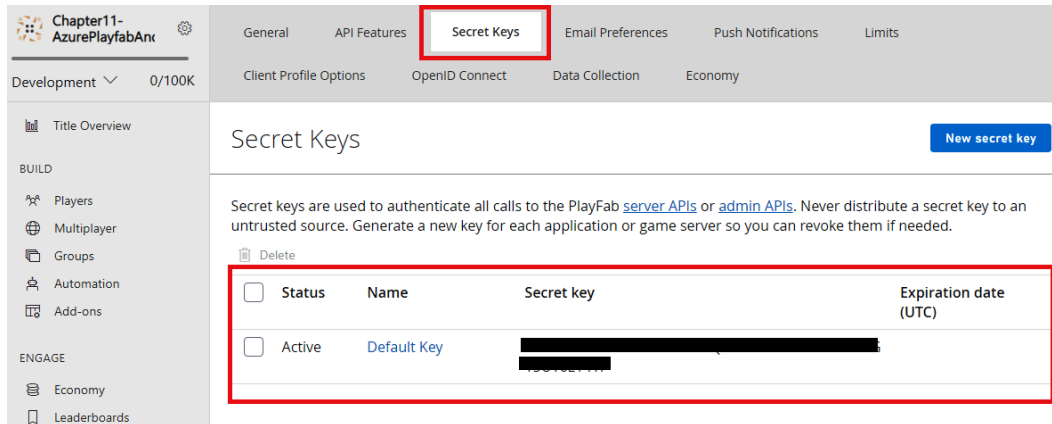 Chapter11-
AzurePlayfabAnd
Development
0/100K
General
API Features
Secret Keys
Email Preferences
Push Notifications
Limits
Client Profile Options
OpenID Connect
Data Collection
Economy
Title Overview
BUILD
Players
Multiplayer
Groups
Automation
Add-ons
ENGAGE
Economy
Leaderboards
Secret Keys
New secret key
Secret keys are used to authenticate all calls to the PlayFab server APIs or admin APIs. Never distribute a secret key to an
untrusted source. Generate a new key for each application or game server so you can revoke them if needed.
Delete
Status
Name
Secret key
Expiration date
(UTC)
Active
Default Key